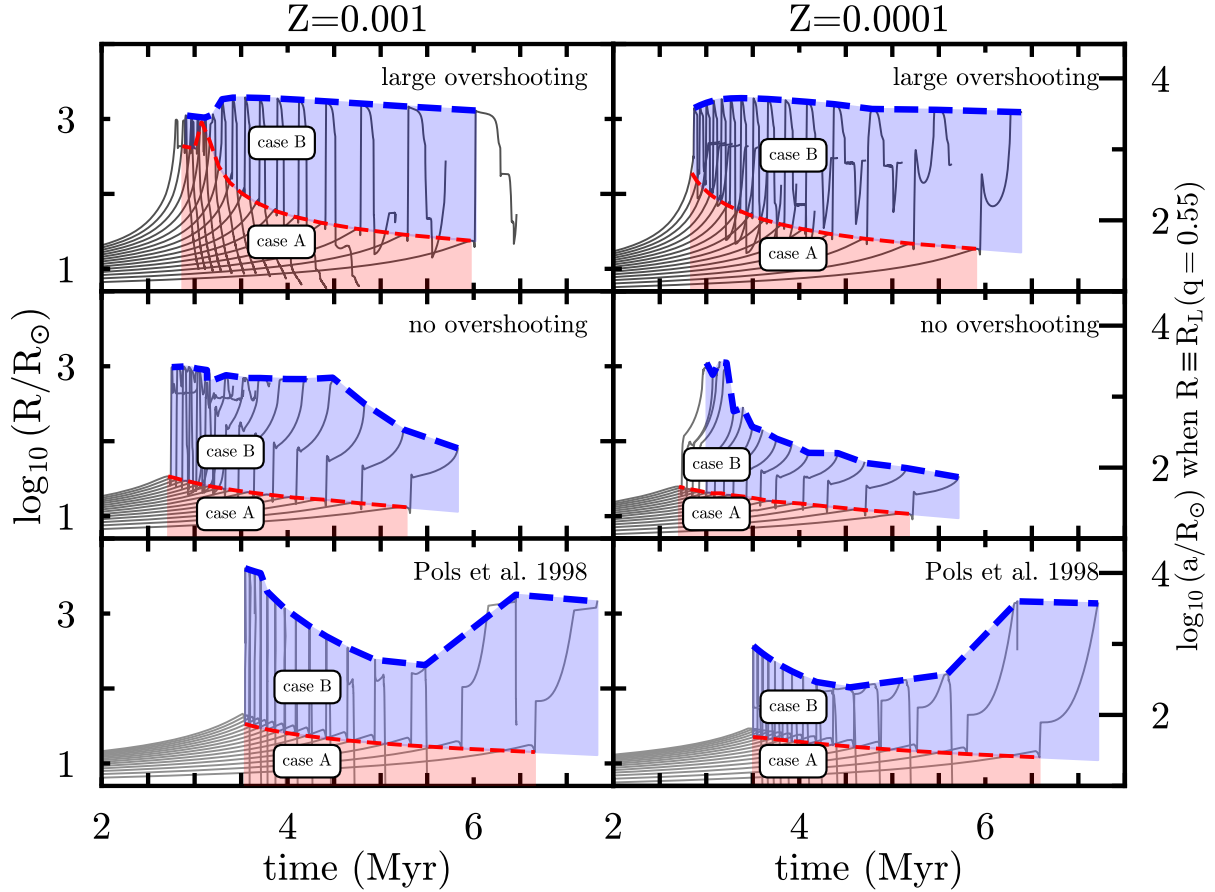 Z=0.001
Z=0.0001
large overshooting
large overshooting
4
3
case B
case B
2
case A
case A
1
no overshooting
no overshooting
4
3
case B
case B
2
case A
case A
1
Pols et al. 1998
Pols et al. 1998
4
3
case B
case B
2
case A
case A
1
2
4
6
2
4
6
time (Myr)
time (Myr)
log₁₀(R/R⊙)
log₁₀(a/R⊙) when R ≡ R_L(q = 0.55)